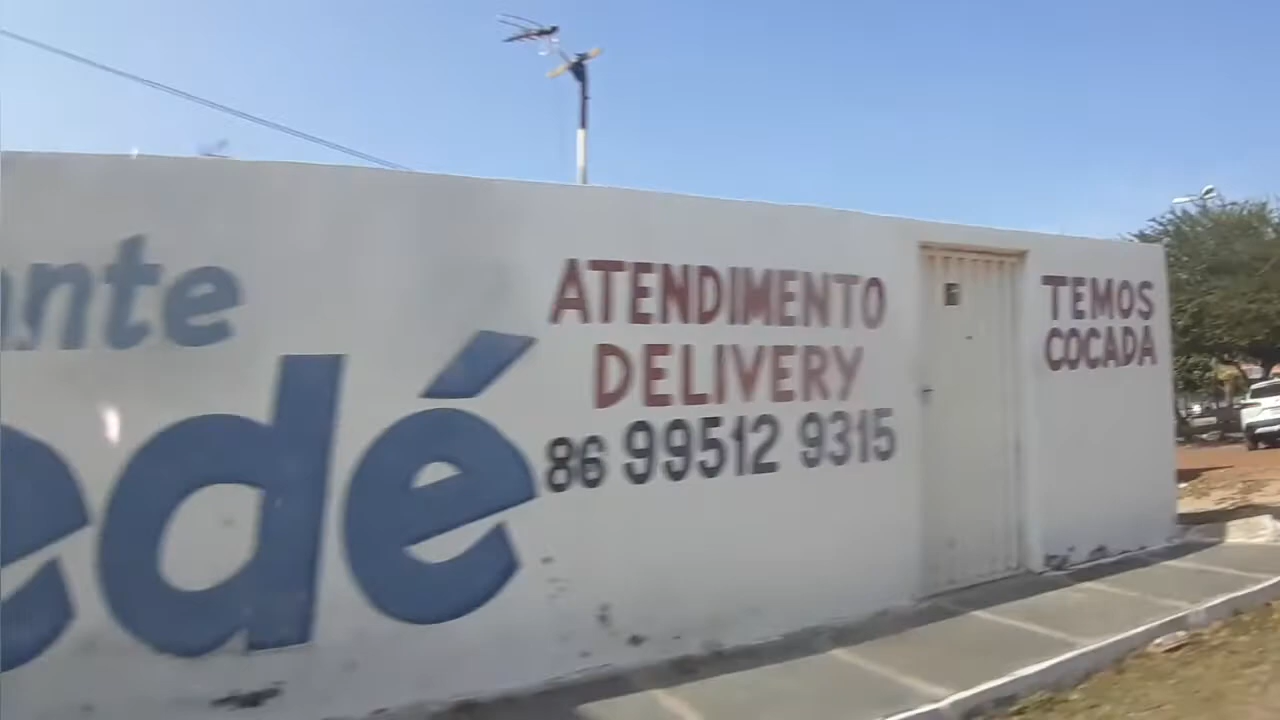 ante
edé
ATENDIMENTO
DELIVERY
86 99512 9315
TEMOS
COCADA